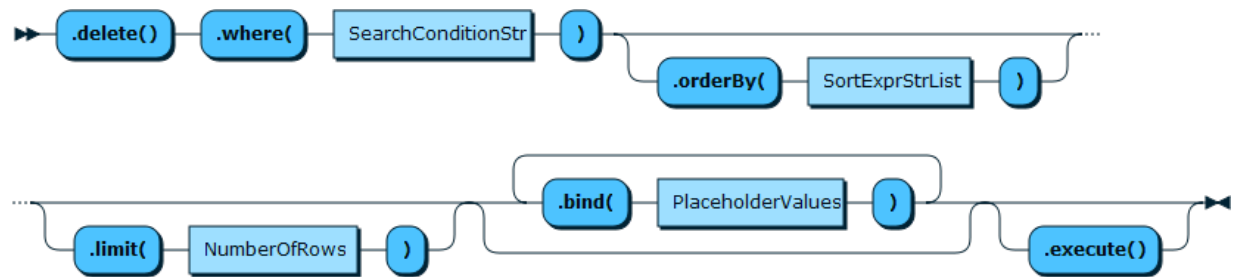 .delete() .where( SearchConditionStr )
.orderBy( SortExprStrList )
.bind( PlaceholderValues )
.limit( NumberOfRows )
.execute()